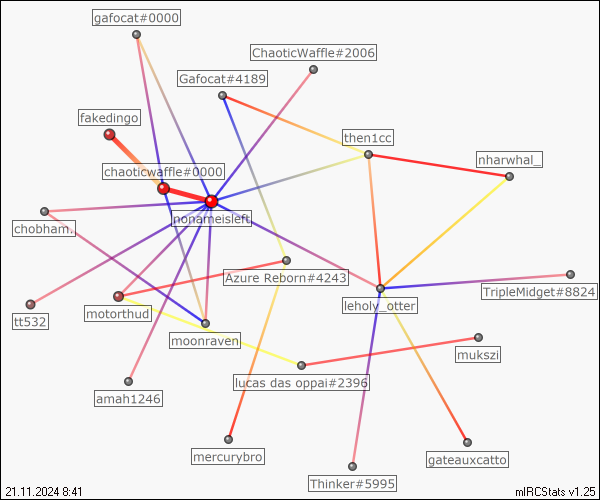 gafocat#0000
ChaoticWaffle#2006
Gafocat#4189
fakedingo
then1cc
nharwhal_
chaoticwaffle#0000
nonameisleft
chobham.
Azure Reborn#4243
TripleMidget#8824
leholy_otter
motorthud
tt532
moonraven
mukszi
lucas das oppai#2396
amah1246
mercurybro
gateauxcatto
Thinker#5995
21.11.2024 8:41
mIRCStats v1.25